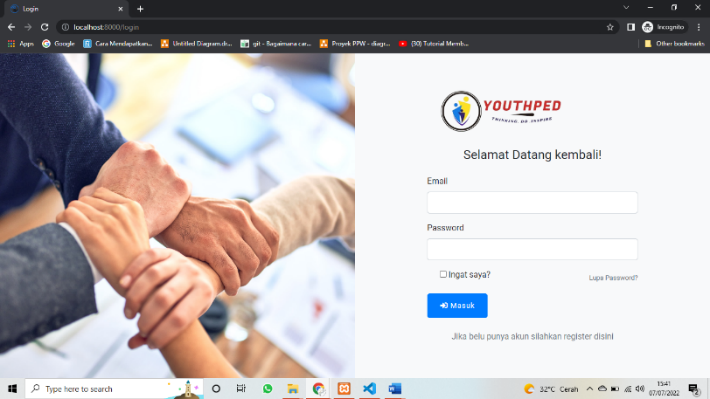 Login
localhost:8000/login
Incognito
Apps
Google
Cara Mendapatkan...
Untitled Diagram.dr...
git - Bagaimana car...
Proyek PPW - diagr...
(30) Tutorial Memb...
Other bookmarks
YOUTHPED
Selamat Datang kembali!
Email
Password
Ingat saya?
Lupa Password?
Masuk
Jika belu punya akun silahkan register disini
Type here to search
32°C Cerah
15:41
07/07/2022
2